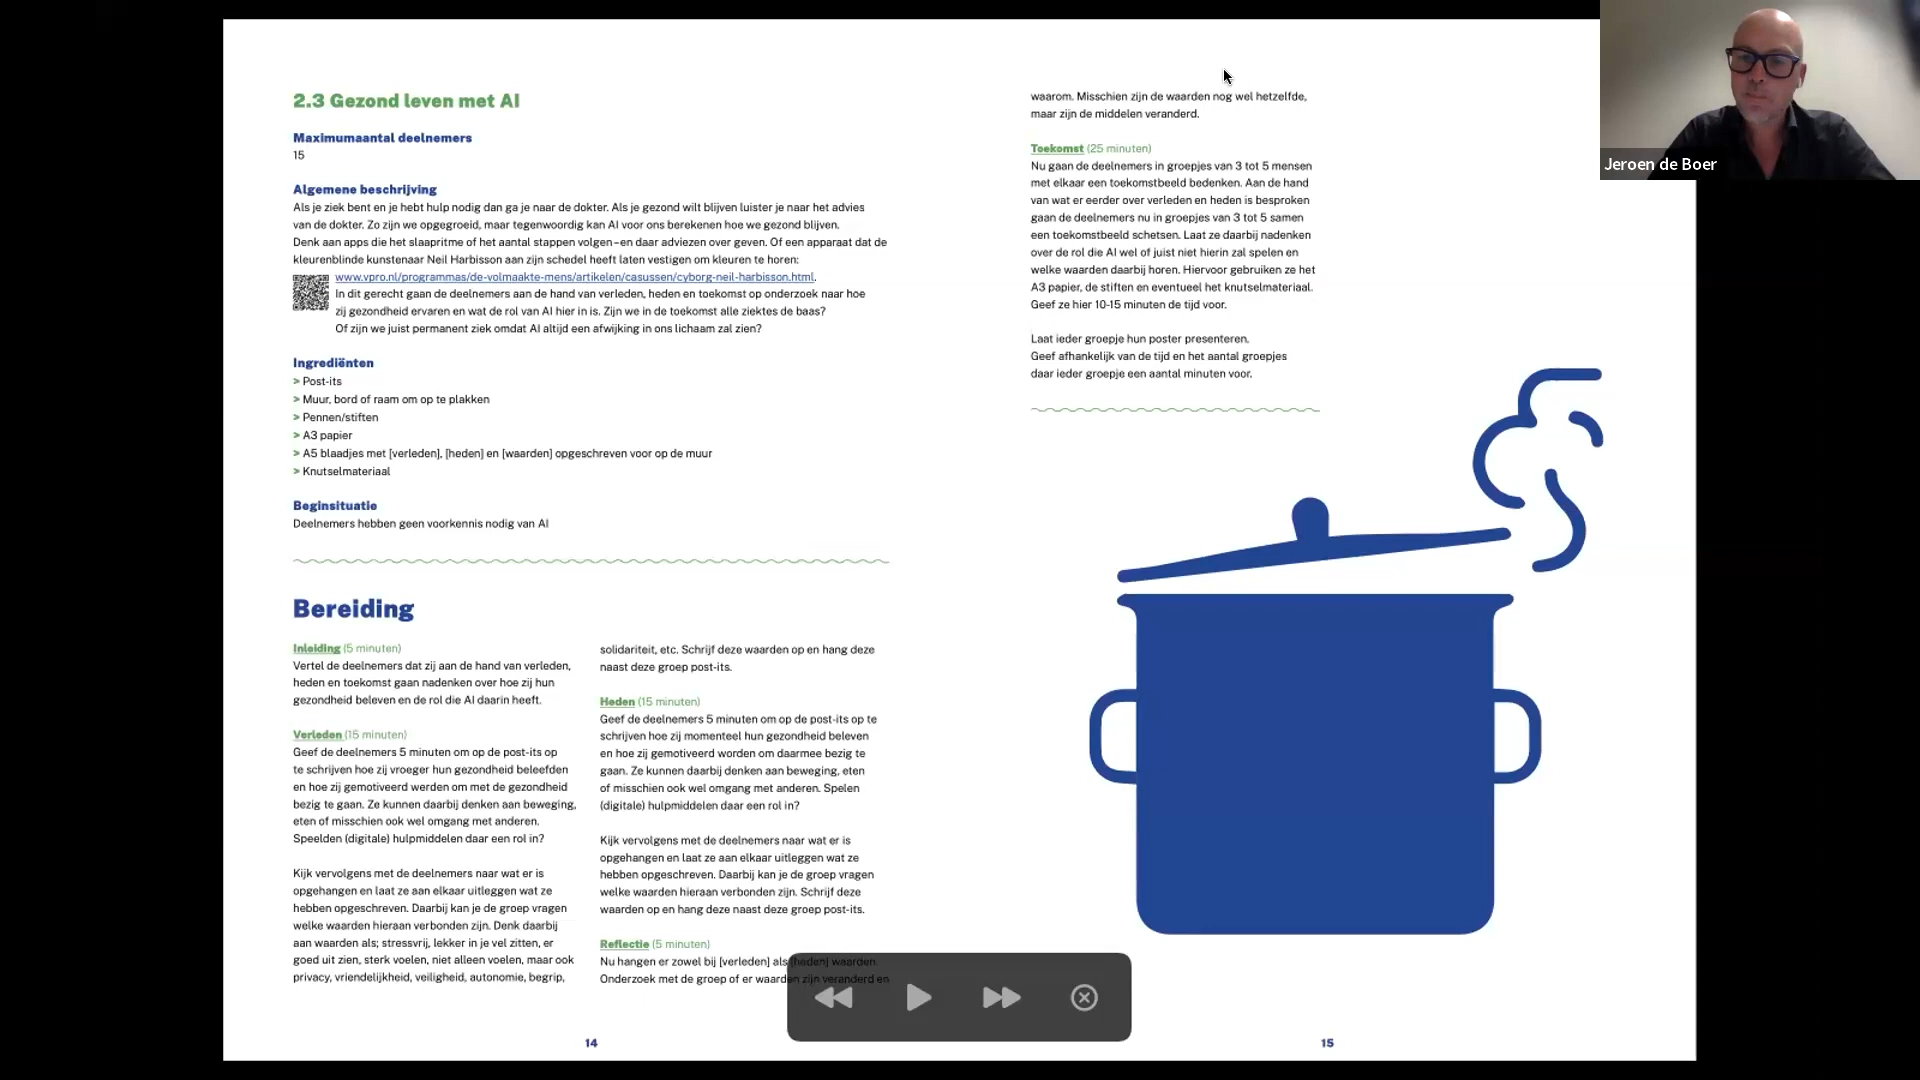 2.3 Gezond leven met AI
Maximumaantal deelnemers
15
Algemene beschrijving
Als je ziek bent en je hebt hulp nodig dan ga je naar de dokter. Als je gezond wilt blijven luister je naar het advies
van de dokter. Zo zijn we opgegroeid, maar tegenwoordig kan AI voor ons berekenen hoe we gezond blijven.
Denk aan apps die het slaapritme of het aantal stappen volgen – en daar adviezen over geven. Of een apparaat dat de
kleurenblinde kunstenaar Neil Harbisson aan zijn schedel heeft laten vestigen om kleuren te horen:
www.vpro.nl/programmas/de-volmaakte-mens/artikelen/casussen/cyborg-neil-harbisson.html.
In dit gerecht gaan de deelnemers aan de hand van verleden, heden en toekomst op onderzoek naar hoe
zij gezondheid ervaren en wat de rol van AI hier in is. Zijn we in de toekomst alle ziektes de baas?
Of zijn we juist permanent ziek omdat AI altijd een afwijking in ons lichaam zal zien?
Ingrediënten
> Post-its
> Muur, bord of raam om op te plakken
> Pennen/stiften
> A3 papier
> A5 blaadjes met [verleden], [heden] en [waarden] opgeschreven voor op de muur
> Knutselmateriaal
Beginsituatie
Deelnemers hebben geen voorkennis nodig van AI
Bereiding
Inleiding (5 minuten)
Vertel de deelnemers dat zij aan de hand van verleden,
heden en toekomst gaan nadenken over hoe zij hun
gezondheid beleven en de rol die AI daarin heeft.
Verleden (15 minuten)
Geef de deelnemers 5 minuten om op de post-its op
te schrijven hoe zij vroeger hun gezondheid beleefden
en hoe zij gemotiveerd werden om met de gezondheid
bezig te gaan. Ze kunnen daarbij denken aan beweging,
eten of misschien ook wel omgang met anderen.
Speelden (digitale) hulpmiddelen daar een rol in?
Kijk vervolgens met de deelnemers naar wat er is
opgehangen en laat ze aan elkaar uitleggen wat ze
hebben opgeschreven. Daarbij kan je de groep vragen
welke waarden hieraan verbonden zijn. Denk daarbij
aan waarden als; stressvrij, lekker in je vel zitten, er
goed uit zien, sterk voelen, niet alleen voelen, maar ook
privacy, vriendelijkheid, veiligheid, autonomie, begrip,
solidariteit, etc. Schrijf deze waarden op en hang deze
naast deze groep post-its.
Heden (15 minuten)
Geef de deelnemers 5 minuten om op de post-its op te
schrijven hoe zij momenteel hun gezondheid beleven
en hoe zij gemotiveerd worden om daarmee bezig te
gaan. Ze kunnen daarbij denken aan beweging, eten
of misschien ook wel omgang met anderen. Spelen
(digitale) hulpmiddelen daar een rol in?
Kijk vervolgens met de deelnemers naar wat er is
opgehangen en laat ze aan elkaar uitleggen wat ze
hebben opgeschreven. Daarbij kan je de groep vragen
welke waarden hieraan verbonden zijn. Schrijf deze
waarden op en hang deze naast deze groep post-its.
Reflectie (5 minuten)
Nu hangen er zowel bij [verleden] als [heden] waarden.
Onderzoek met de groep of er waarden zijn veranderd en
14
waarom. Misschien zijn de waarden nog wel hetzelfde,
maar zijn de middelen veranderd.
Toekomst (25 minuten)
Nu gaan de deelnemers in groepjes van 3 tot 5 mensen
met elkaar een toekomstbeeld bedenken. Aan de hand
van wat er eerder over verleden en heden is besproken
gaan de deelnemers nu in groepjes van 3 tot 5 samen
een toekomstbeeld schetsen. Laat ze daarbij nadenken
over de rol die AI wel of juist niet hierin zal spelen en
welke waarden daarbij horen. Hiervoor gebruiken ze het
A3 papier, de stiften en eventueel het knutselmateriaal.
Geef ze hier 10-15 minuten de tijd voor.
Laat ieder groepje hun poster presenteren.
Geef afhankelijk van de tijd en het aantal groepjes
daar ieder groepje een aantal minuten voor.
15
Jeroen de Boer